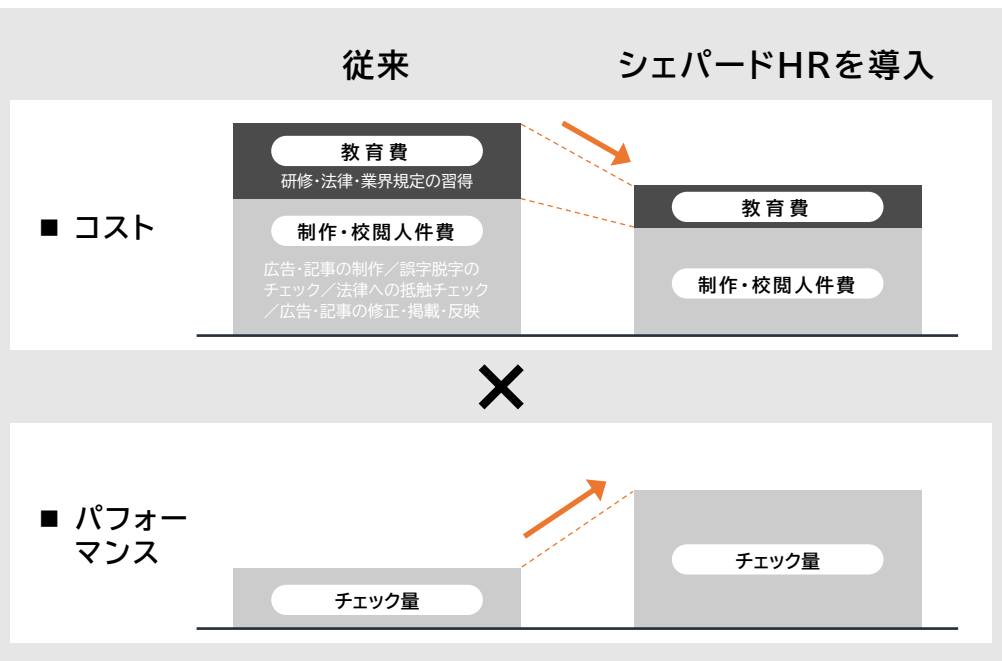 従来
シェパードHRを導入
■ コスト
教育費
研修・法律・業界規定の習得
制作・校閲人件費
広告・記事の制作／誤字脱字の
チェック／法律への抵触チェック
／広告・記事の修正・掲載・反映
教育費
制作・校閲人件費
■ パフォー
マンス
チェック量
チェック量